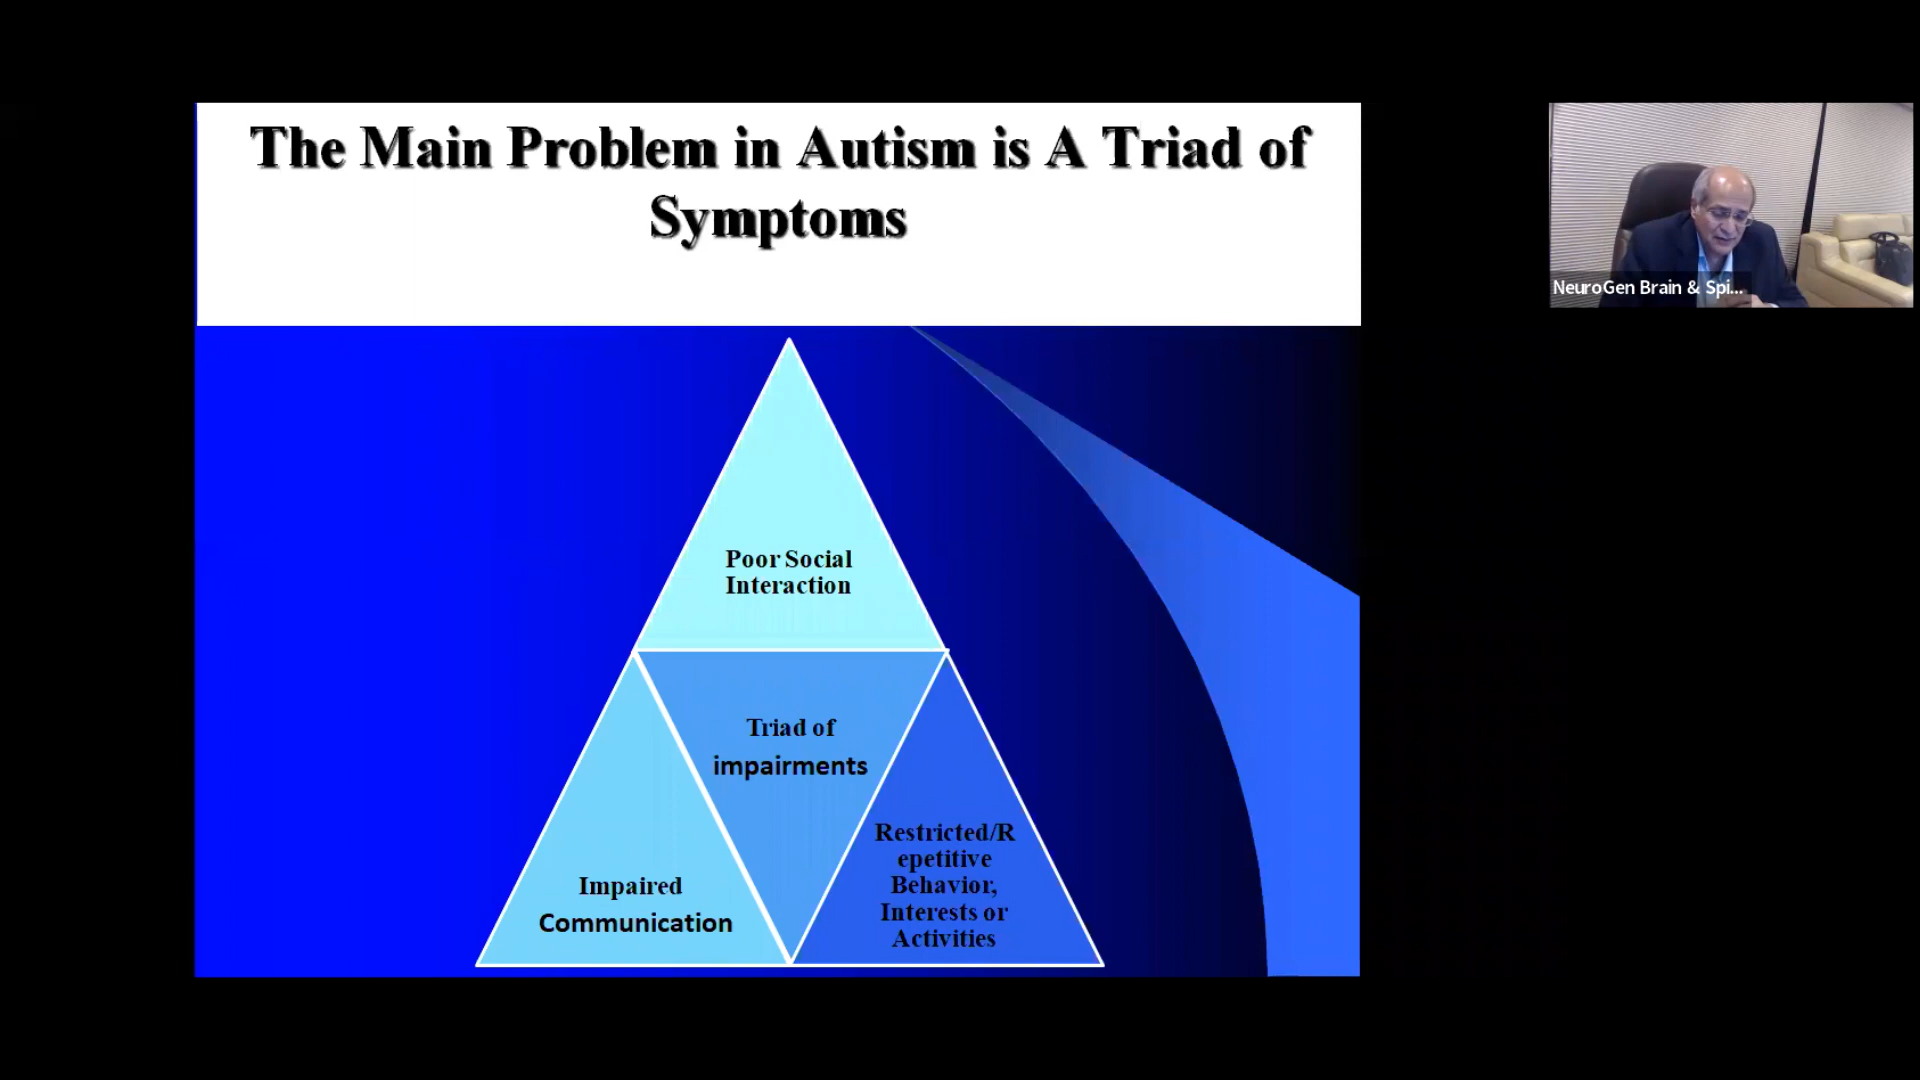 The Main Problem in Autism is A Triad of
Symptoms
NeuroGen Brain & Spi...
Poor Social
Interaction
Triad of
impairments
Impaired
Communication
Restricted/R
epetitive
Behavior,
Interests or
Activities